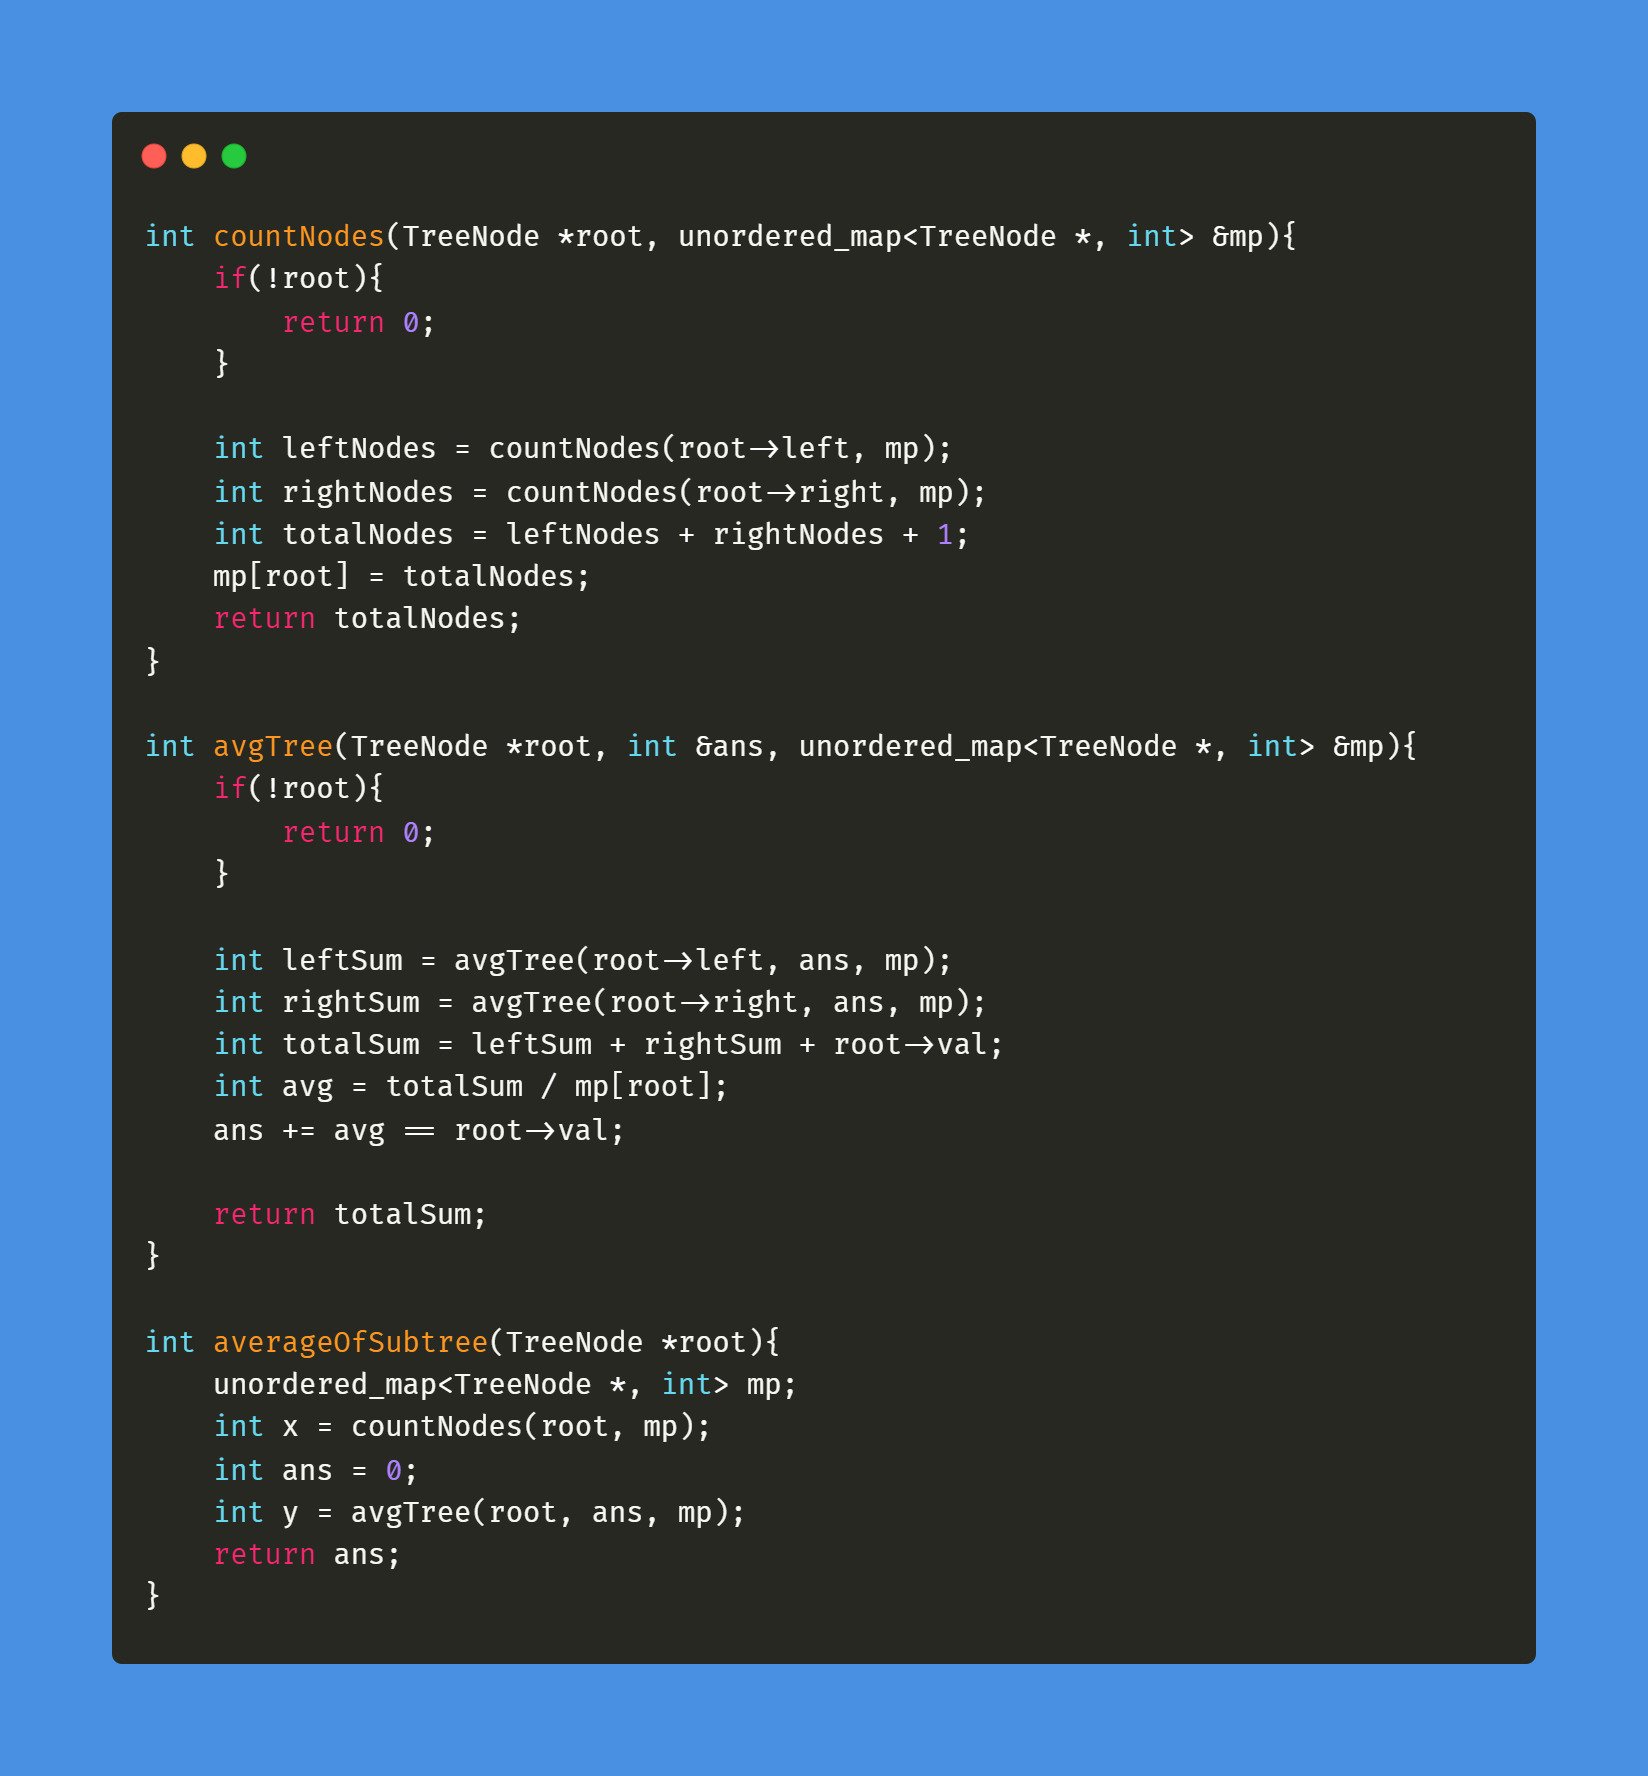 int countNodes(TreeNode *root, unordered_map<TreeNode *, int> &mp){
    if(!root){
        return 0;
    }

    int leftNodes = countNodes(root->left, mp);
    int rightNodes = countNodes(root->right, mp);
    int totalNodes = leftNodes + rightNodes + 1;
    mp[root] = totalNodes;
    return totalNodes;
}

int avgTree(TreeNode *root, int &ans, unordered_map<TreeNode *, int> &mp){
    if(!root){
        return 0;
    }

    int leftSum = avgTree(root->left, ans, mp);
    int rightSum = avgTree(root->right, ans, mp);
    int totalSum = leftSum + rightSum + root->val;
    int avg = totalSum / mp[root];
    ans += avg == root->val;

    return totalSum;
}

int averageOfSubtree(TreeNode *root){
    unordered_map<TreeNode *, int> mp;
    int x = countNodes(root, mp);
    int ans = 0;
    int y = avgTree(root, ans, mp);
    return ans;
}